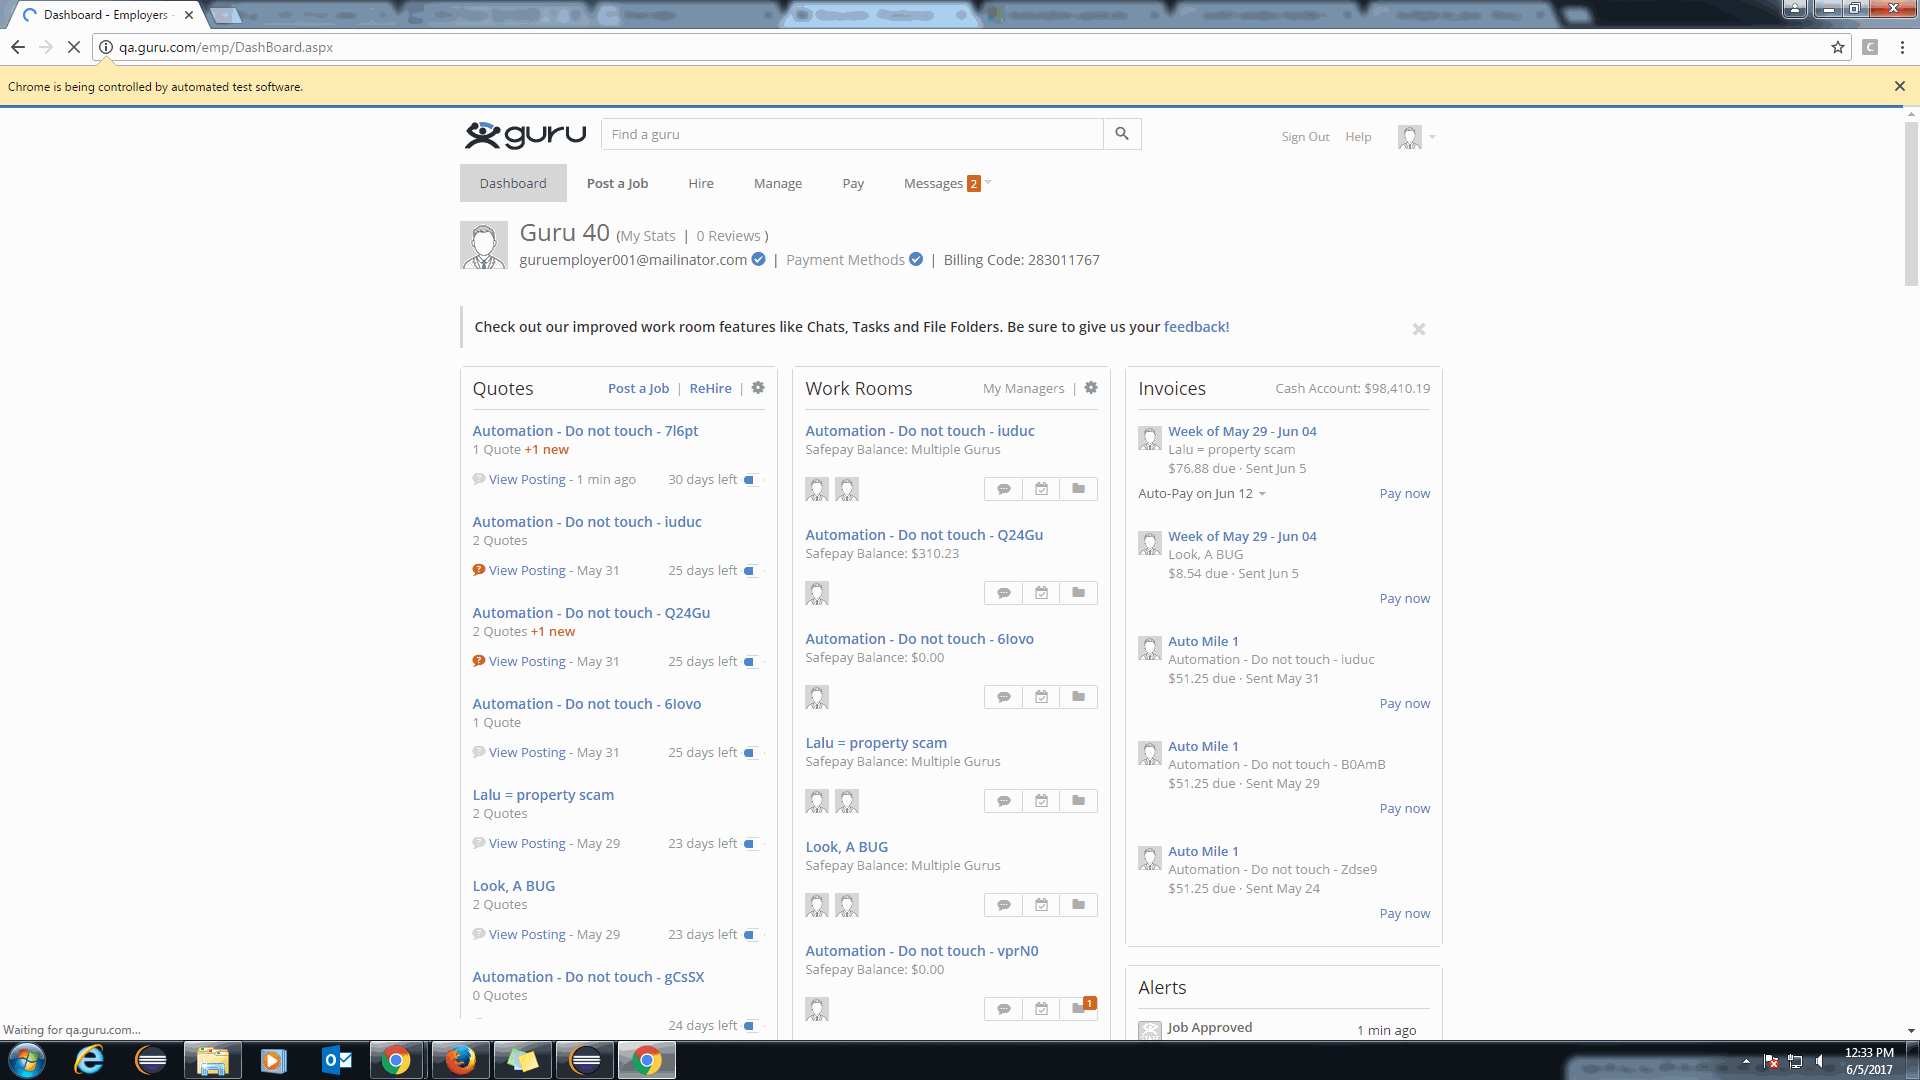 Dashboard - Employers -
qa.guru.com/emp/DashBoard.aspx
Chrome is being controlled by automated test software.
guru
Find a guru
Sign Out Help
Dashboard Post a Job Hire Manage Pay Messages 2
Guru 40 (My Stats | 0 Reviews )
guruemployer001@mailinator.com | Payment Methods | Billing Code: 283011767
Check out our improved work room features like Chats, Tasks and File Folders. Be sure to give us your feedback!
Quotes Post a Job | ReHire |
Automation - Do not touch - 7l6pt
1 Quote +1 new
View Posting - 1 min ago 30 days left
Automation - Do not touch - iuduc
2 Quotes
View Posting - May 31 25 days left
Automation - Do not touch - Q24Gu
2 Quotes +1 new
View Posting - May 31 25 days left
Automation - Do not touch - 6Iovo
1 Quote
View Posting - May 31 25 days left
Lalu = property scam
2 Quotes
View Posting - May 29 23 days left
Look, A BUG
2 Quotes
View Posting - May 29 23 days left
Automation - Do not touch - gCsSX
0 Quotes
24 days left
Work Rooms My Managers |
Automation - Do not touch - iuduc
Safepay Balance: Multiple Gurus
Automation - Do not touch - Q24Gu
Safepay Balance: $310.23
Automation - Do not touch - 6Iovo
Safepay Balance: $0.00
Lalu = property scam
Safepay Balance: Multiple Gurus
Look, A BUG
Safepay Balance: Multiple Gurus
Automation - Do not touch - vprN0
Safepay Balance: $0.00
1
Invoices Cash Account: $98,410.19
Week of May 29 - Jun 04
Lalu = property scam
$76.88 due · Sent Jun 5
Auto-Pay on Jun 12 Pay now
Week of May 29 - Jun 04
Look, A BUG
$8.54 due · Sent Jun 5
Pay now
Auto Mile 1
Automation - Do not touch - iuduc
$51.25 due · Sent May 31
Pay now
Auto Mile 1
Automation - Do not touch - B0AmB
$51.25 due · Sent May 29
Pay now
Auto Mile 1
Automation - Do not touch - Zdse9
$51.25 due · Sent May 24
Pay now
Alerts
Job Approved 1 min ago
Waiting for qa.guru.com...
12:33 PM
6/5/2017